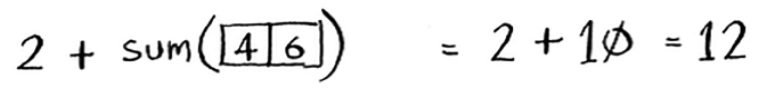 2 + sum([4|6]) = 2 + 10 = 12